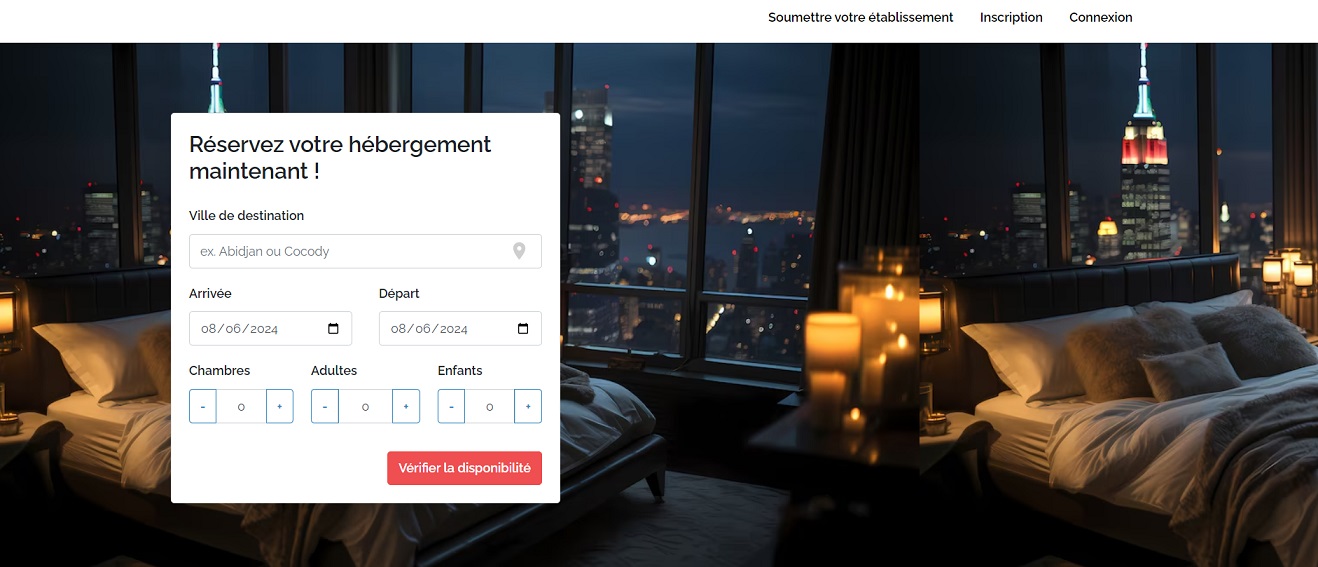 Soumettre votre établissement Inscription Connexion
Réservez votre hébergement
maintenant !
Ville de destination
ex. Abidjan ou Cocody
Arrivée Départ
08/06/2024 08/06/2024
Chambres Adultes Enfants
- 0 + - 0 + - 0 +
Vérifier la disponibilité